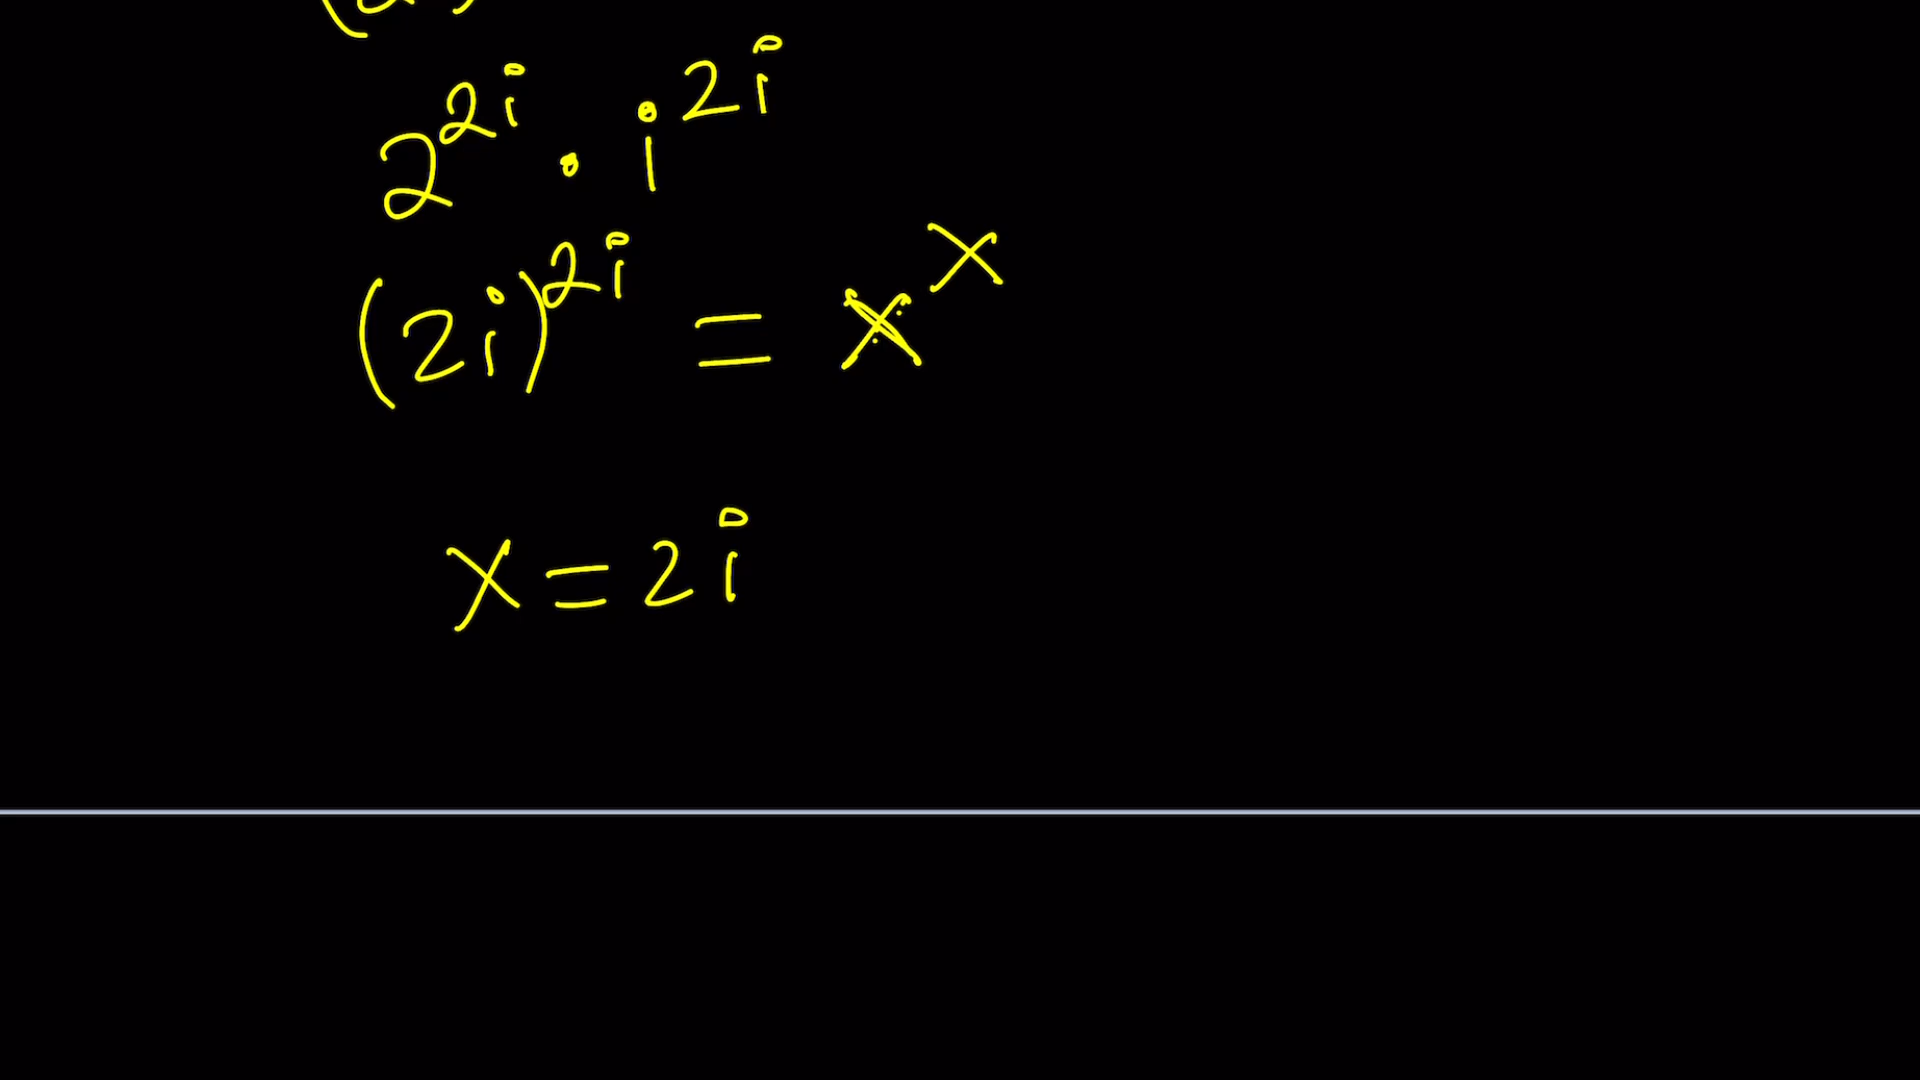 2^{2i} · i^{2i}
(2i)^{2i} = x^x
x = 2i